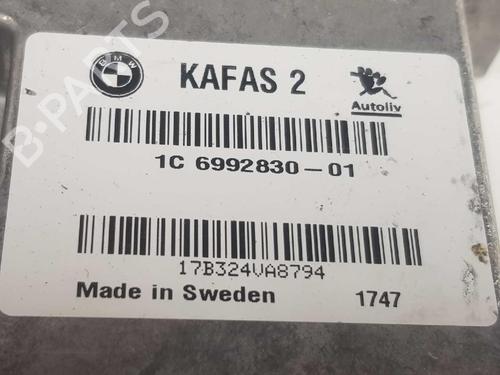 BMW
KAFAS 2
Autoliv
1C 6992830-01
17B324VA8794
Made in Sweden 1747
B-PARTS